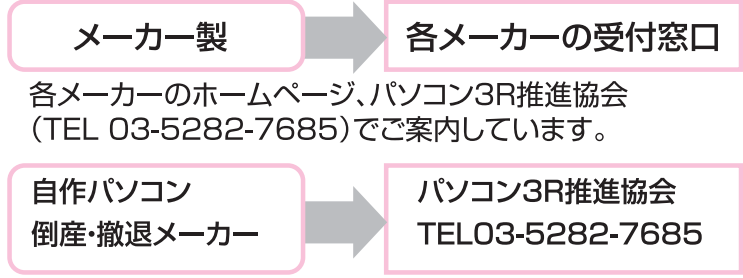 メーカー製
各メーカーの受付窓口
各メーカーのホームページ、パソコン3R推進協会
（TEL 03-5282-7685）でご案内しています。
自作パソコン
倒産・撤退メーカー
パソコン3R推進協会
TEL03-5282-7685